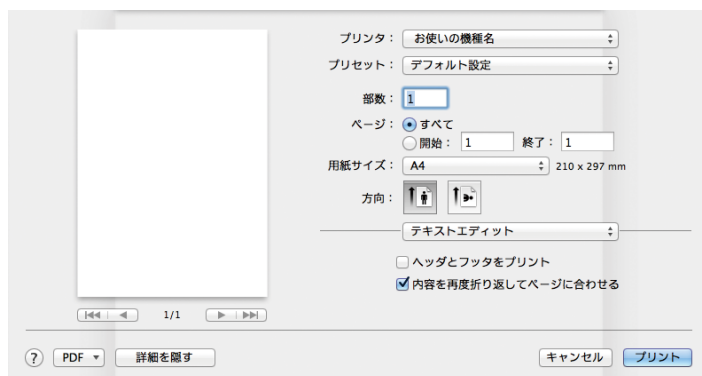 プリンタ： お使いの機種名
プリセット： デフォルト設定
部数： 1
ページ： すべて
開始： 1 終了： 1
用紙サイズ： A4 210 x 297 mm
方向：
テキストエディット
ヘッダとフッタをプリント
内容を再度折り返してページに合わせる
1/1
? PDF 詳細を隠す キャンセル プリント